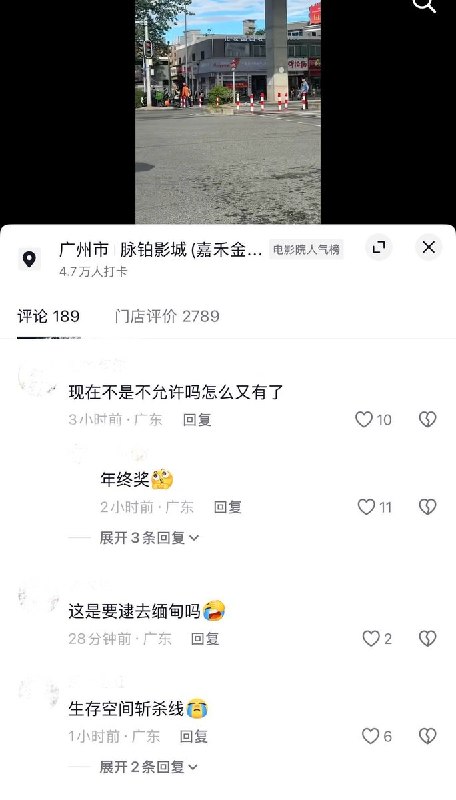 广州市 | 脉铂影城 (嘉禾金... 电影院人气榜
4.7万人打卡
评论 189 门店评价 2789
现在不是不允许吗怎么又有了
3小时前 · 广东 回复 10
年终奖🫣
2小时前 · 广东 回复 11
展开 3 条回复
这是要逮去缅甸吗🤣
28分钟前 · 广东 回复 2
生存空间斩杀线😭
1小时前 · 广东 回复 6
展开 2 条回复